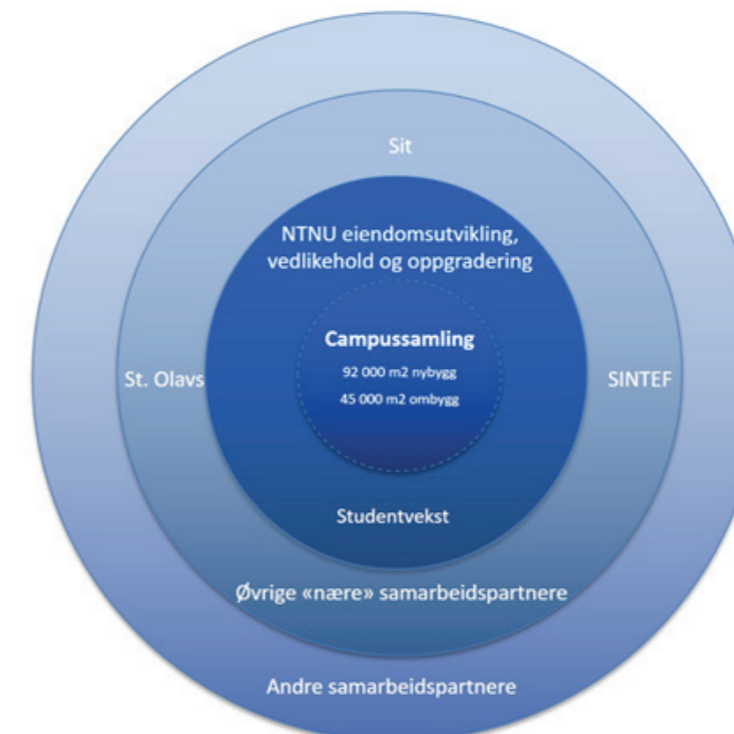 Sit
NTNU eiendomsutvikling,
vedlikehold og oppgradering
Campussamling
92 000 m2 nybygg
45 000 m2 ombygg
St. Olavs
SINTEF
Studentvekst
Øvrige «nære» samarbeidspartnere
Andre samarbeidspartnere